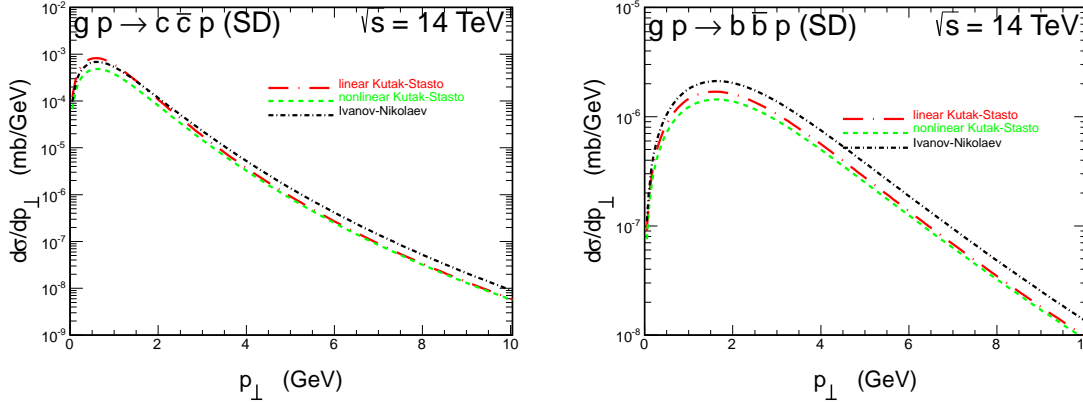 g p → c c̄ p (SD) √s = 14 TeV
linear Kutak-Stasto
nonlinear Kutak-Stasto
Ivanov-Nikolaev
dσ/dp⊥ (mb/GeV)
10⁻²
10⁻³
10⁻⁴
10⁻⁵
10⁻⁶
10⁻⁷
10⁻⁸
10⁻⁹
0 2 4 6 8 10
p⊥ (GeV)
g p → b b̄ p (SD) √s = 14 TeV
linear Kutak-Stasto
nonlinear Kutak-Stasto
Ivanov-Nikolaev
dσ/dp⊥ (mb/GeV)
10⁻⁵
10⁻⁶
10⁻⁷
10⁻⁸
0 2 4 6 8 10
p⊥ (GeV)